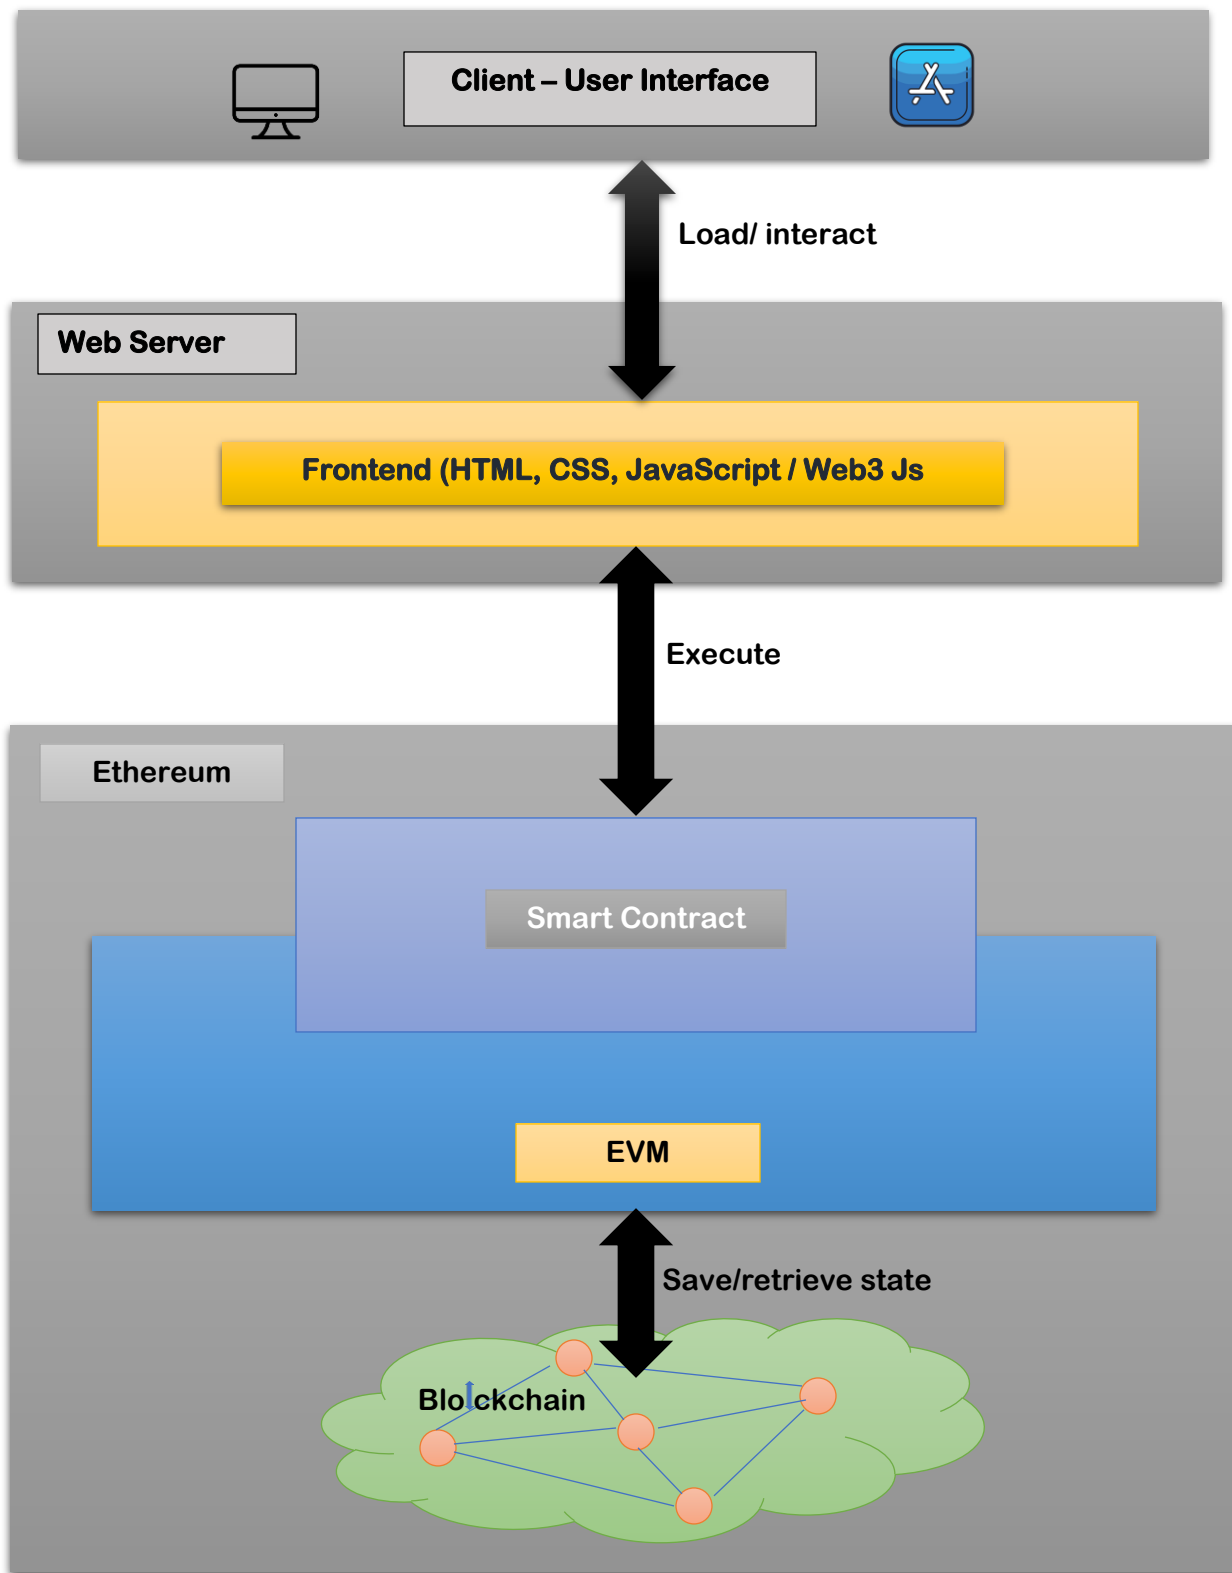 Client – User Interface
Load/ interact
Web Server
Frontend (HTML, CSS, JavaScript / Web3 Js
Execute
Ethereum
Smart Contract
EVM
Save/retrieve state
Blockchain